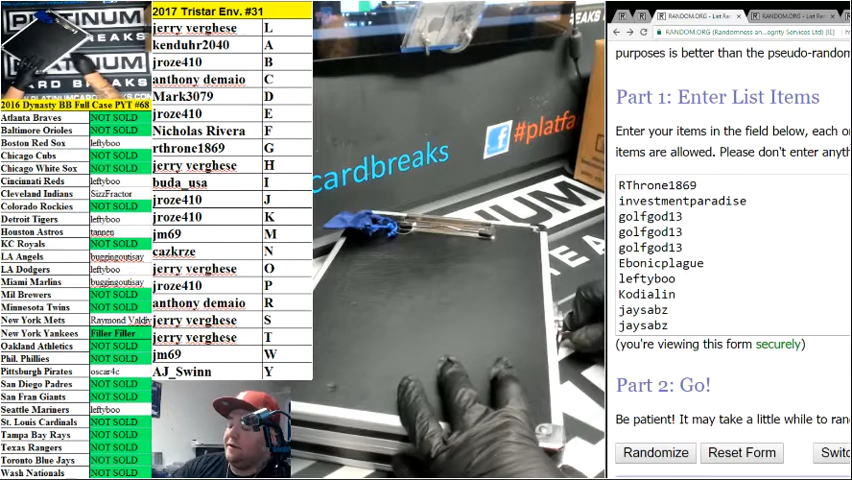 PLATINUM
BREAKS
2016 Dynasty BB Full Case PYT #68
Atlanta Braves NOT SOLD
Baltimore Orioles NOT SOLD
Boston Red Sox leftyboo
Chicago Cubs NOT SOLD
Chicago White Sox NOT SOLD
Cincinnati Reds leftyboo
Cleveland Indians SizzFractor
Colorado Rockies NOT SOLD
Detroit Tigers leftyboo
Houston Astros tannen
KC Royals NOT SOLD
LA Angels buggingoutisay
LA Dodgers leftyboo
Miami Marlins buggingoutisay
Mil Brewers NOT SOLD
Minnesota Twins NOT SOLD
New York Mets Raymond Valdiv
New York Yankees Filler Filler
Oakland Athletics NOT SOLD
Phil. Phillies NOT SOLD
Pittsburgh Pirates oscar4c
San Diego Padres NOT SOLD
San Fran Giants NOT SOLD
Seattle Mariners leftyboo
St. Louis Cardinals NOT SOLD
Tampa Bay Rays NOT SOLD
Texas Rangers NOT SOLD
Toronto Blue Jays NOT SOLD
Wash Nationals NOT SOLD
2017 Tristar Env. #31
jerry verghese L
kenduhr2040 A
jroze410 B
anthony demaio C
Mark3079 D
jroze410 E
Nicholas Rivera F
rthrone1869 G
jerry verghese H
buda_usa I
jroze410 J
jroze410 K
jm69 M
cazkrze N
jerry verghese O
jroze410 P
anthony demaio R
jerry verghese S
jerry verghese T
jm69 W
AJ_Swinn Y
cardbreaks
f #platfa
purposes is better than the pseudo-random
Part 1: Enter List Items
Enter your items in the field below, each o
items are allowed. Please don't enter anyth
RThrone1869
investmentparadise
golfgod13
golfgod13
golfgod13
Ebonicplague
leftyboo
Kodialin
jaysabz
jaysabz
(you're viewing this form securely)
Part 2: Go!
Be patient! It may take a little while to ran
Randomize Reset Form Switc